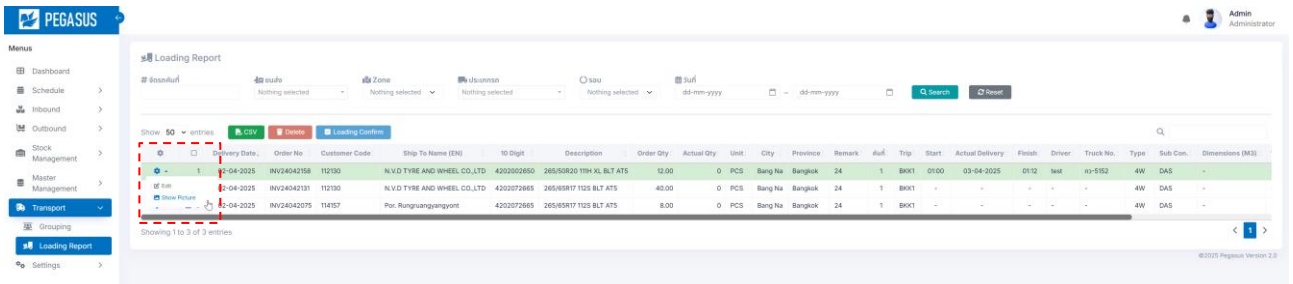 PEGASUS
Admin
Administrator
Menus
Dashboard
Schedule
Inbound
Outbound
Stock Management
Master Management
Transport
Grouping
Loading Report
Settings
Loading Report
Zone
รอบ
วันที่
Nothing selected
Nothing selected
Nothing selected
Nothing selected
dd-mm-yyyy - dd-mm-yyyy
Search
Reset
Show 50 entries
CSV
Delete
Loading Confirm
Delivery Date Order No Customer Code Ship To Name (EN) 10 Digit Description Order Qty Actual Qty Unit City Province Remark คันที่ Trip Start Actual Delivery Finish Driver Truck No. Type Sub Con. Dimensions (M3)
- 1 02-04-2025 INV24042158 112130 N.V.D TYRE AND WHEEL CO.,LTD 4202002650 265/50R20 111H XL BLT AT5 12.00 0 PCS Bang Na Bangkok 24 1 BKK1 01:00 03-04-2025 01:12 test 4W DAS -
Edit 02-04-2025 INV24042131 112130 N.V.D TYRE AND WHEEL CO.,LTD 4202072665 265/65R17 112S BLT AT5 40.00 0 PCS Bang Na Bangkok 24 1 BKK1 - - - - - 4W DAS -
Show Picture
02-04-2025 INV24042075 114157 Por. Rungruangyangyont 4202072665 265/65R17 112S BLT AT5 8.00 0 PCS Bang Na Bangkok 24 1 BKK1 - - - - - 4W DAS -
Showing 1 to 3 of 3 entries
1
©2025 Pegasus Version 2.0